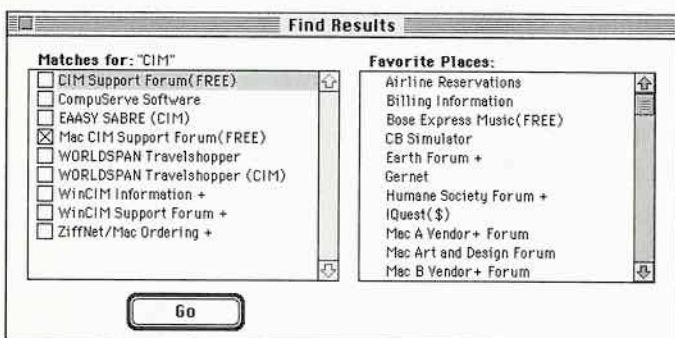 Find Results
Matches for: "CIM"
CIM Support Forum(FREE)
CompuServe Software
EAASY SABRE (CIM)
Mac CIM Support Forum(FREE)
WORLDSPAN Travelshopper
WORLDSPAN Travelshopper (CIM)
WinCIM Information +
WinCIM Support Forum +
ZiffNet/Mac Ordering +
Go
Favorite Places:
Airline Reservations
Billing Information
Bose Express Music(FREE)
CB Simulator
Earth Forum +
Gernet
Humane Society Forum +
IQuest($)
Mac A Vendor+ Forum
Mac Art and Design Forum
Mac B Vendor+ Forum